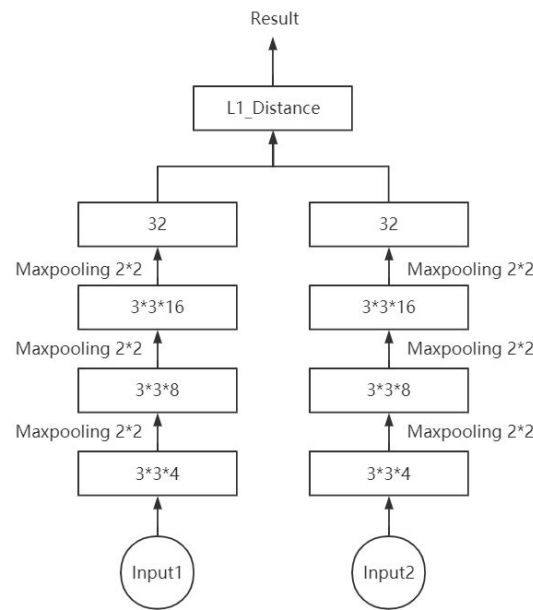 Result
L1_Distance
32
32
Maxpooling 2*2
Maxpooling 2*2
3*3*16
3*3*16
Maxpooling 2*2
Maxpooling 2*2
3*3*8
3*3*8
Maxpooling 2*2
Maxpooling 2*2
3*3*4
3*3*4
Input1
Input2